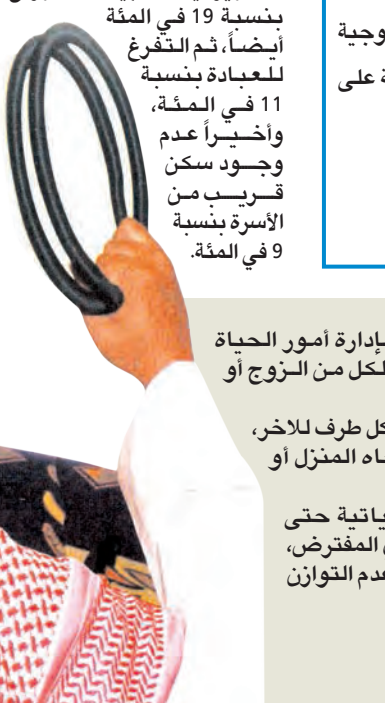 بنسبة 19 في المئة
أيضاً، ثم التفرغ
للعبادة بنسبة
11 في المئة،
وأخيراً عدم
وجود سكن
قريب من
الأسرة بنسبة
9 في المئة.
وجية
ة على
بإدارة أمور الحياة
لكل من الزوج أو
كل طرف للاخر،
اه المنزل أو
ياتية حتى
المفترض،
عدم التوازن